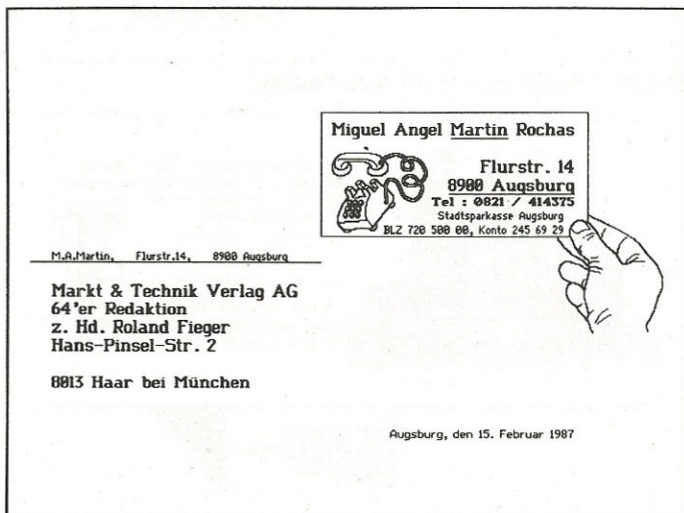 Miguel Angel Martin Rochas
Flurstr. 14
8900 Augsburg
Tel : 0821 / 414375
Stadtsparkasse Augsburg
BLZ 720 500 00, Konto 245 69 29
M.A.Martin, Flurstr.14, 8900 Augsburg
Markt & Technik Verlag AG
64'er Redaktion
z. Hd. Roland Fieger
Hans-Pinsel-Str. 2
8013 Haar bei München
Augsburg, den 15. Februar 1987